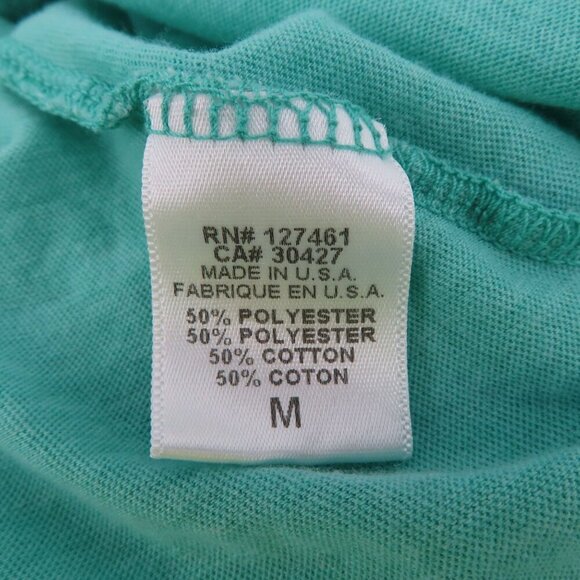 RN# 127461
CA# 30427
MADE IN U.S.A.
FABRIQUE EN U.S.A.
50% POLYESTER
50% POLYESTER
50% COTTON
50% COTON
M